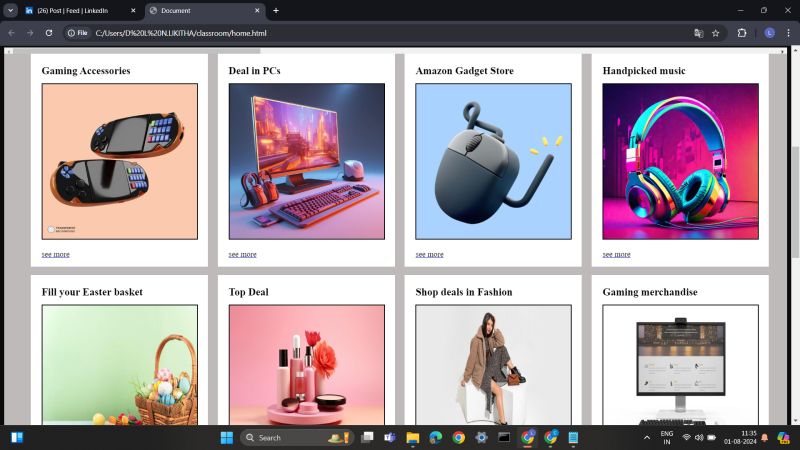 (26) Post | Feed | LinkedIn
Document
File
C:/Users/D%20L%20N.LIKITHA/classroom/home.html
L
Gaming Accessories
Deal in PCs
Amazon Gadget Store
Handpicked music
see more
see more
see more
see more
Fill your Easter basket
Top Deal
Shop deals in Fashion
Gaming merchandise
Search
ENG
IN
11:35
01-08-2024